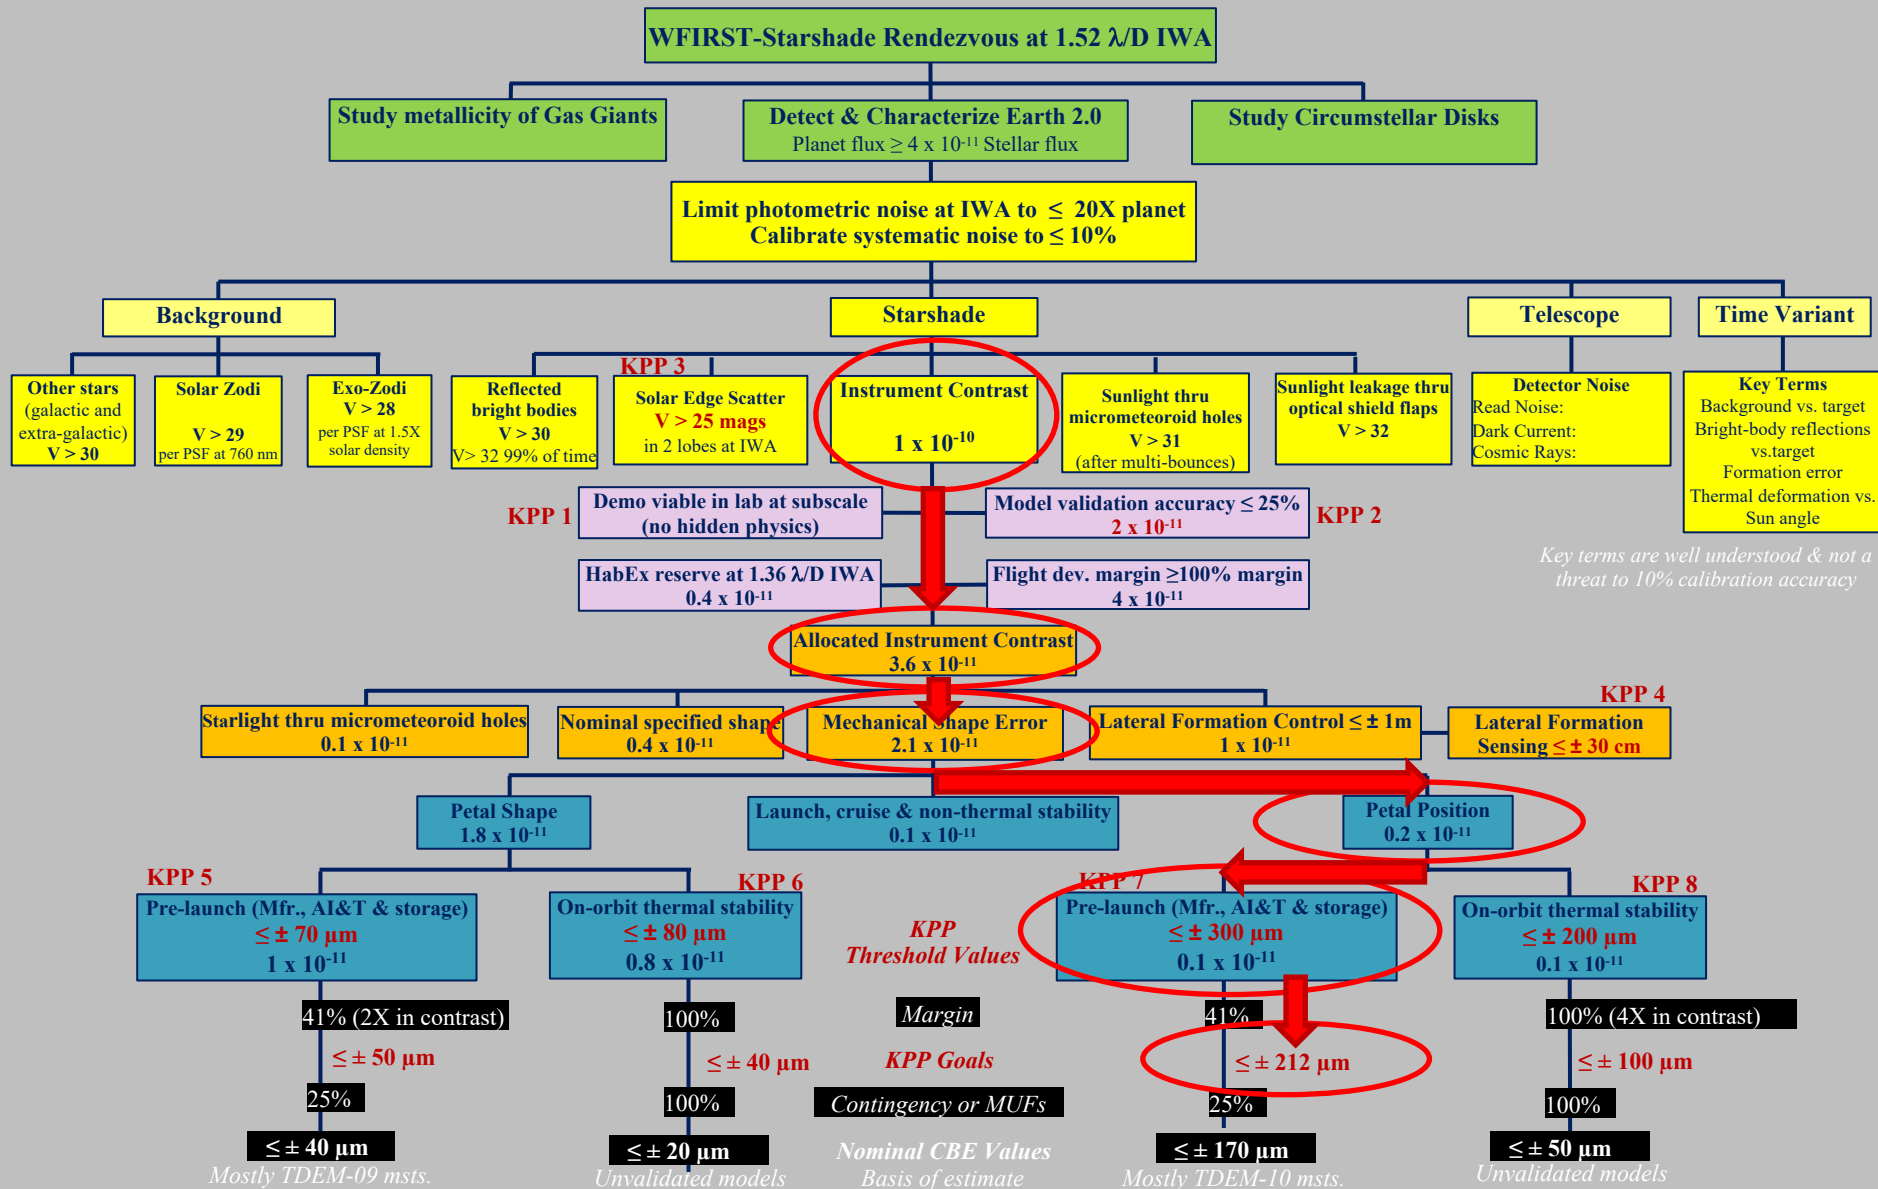 WFIRST-Starshade Rendezvous at 1.52 λ/D IWA
Study metallicity of Gas Giants
Detect & Characterize Earth 2.0
Planet flux ≥ 4 x 10⁻¹¹ Stellar flux
Study Circumstellar Disks
Limit photometric noise at IWA to ≤ 20X planet
Calibrate systematic noise to ≤ 10%
Background
Starshade
Telescope
Time Variant
Other stars
(galactic and
extra-galactic)
V > 30
Solar Zodi
V > 29
per PSF at 760 nm
Exo-Zodi
V > 28
per PSF at 1.5X
solar density
Reflected
bright bodies
V > 30
V> 32 99% of time
KPP 3
Solar Edge Scatter
V > 25 mags
in 2 lobes at IWA
Instrument Contrast
1 x 10⁻¹⁰
Sunlight thru
micrometeoroid holes
V > 31
(after multi-bounces)
Sunlight leakage thru
optical shield flaps
V > 32
Detector Noise
Read Noise:
Dark Current:
Cosmic Rays:
Key Terms
Background vs. target
Bright-body reflections
vs.target
Formation error
Thermal deformation vs.
Sun angle
KPP 1
Demo viable in lab at subscale
(no hidden physics)
Model validation accuracy ≤ 25%
2 x 10⁻¹¹
KPP 2
Key terms are well understood & not a
threat to 10% calibration accuracy
HabEx reserve at 1.36 λ/D IWA
0.4 x 10⁻¹¹
Flight dev. margin ≥100% margin
4 x 10⁻¹¹
Allocated Instrument Contrast
3.6 x 10⁻¹¹
Starlight thru micrometeoroid holes
0.1 x 10⁻¹¹
Nominal specified shape
0.4 x 10⁻¹¹
Mechanical Shape Error
2.1 x 10⁻¹¹
Lateral Formation Control ≤ ± 1m
1 x 10⁻¹¹
KPP 4
Lateral Formation
Sensing ≤ ± 30 cm
Petal Shape
1.8 x 10⁻¹¹
Launch, cruise & non-thermal stability
0.1 x 10⁻¹¹
Petal Position
0.2 x 10⁻¹¹
KPP 5
Pre-launch (Mfr., AI&T & storage)
≤ ± 70 µm
1 x 10⁻¹¹
KPP 6
On-orbit thermal stability
≤ ± 80 µm
0.8 x 10⁻¹¹
KPP
Threshold Values
KPP 7
Pre-launch (Mfr., AI&T & storage)
≤ ± 300 µm
0.1 x 10⁻¹¹
KPP 8
On-orbit thermal stability
≤ ± 200 µm
0.1 x 10⁻¹¹
41% (2X in contrast)
100%
Margin
41%
100% (4X in contrast)
≤ ± 50 µm
≤ ± 40 µm
KPP Goals
≤ ± 212 µm
≤ ± 100 µm
25%
100%
Contingency or MUFs
25%
100%
≤ ± 40 µm
≤ ± 20 µm
Nominal CBE Values
≤ ± 170 µm
≤ ± 50 µm
Mostly TDEM-09 msts.
Unvalidated models
Basis of estimate
Mostly TDEM-10 msts.
Unvalidated models